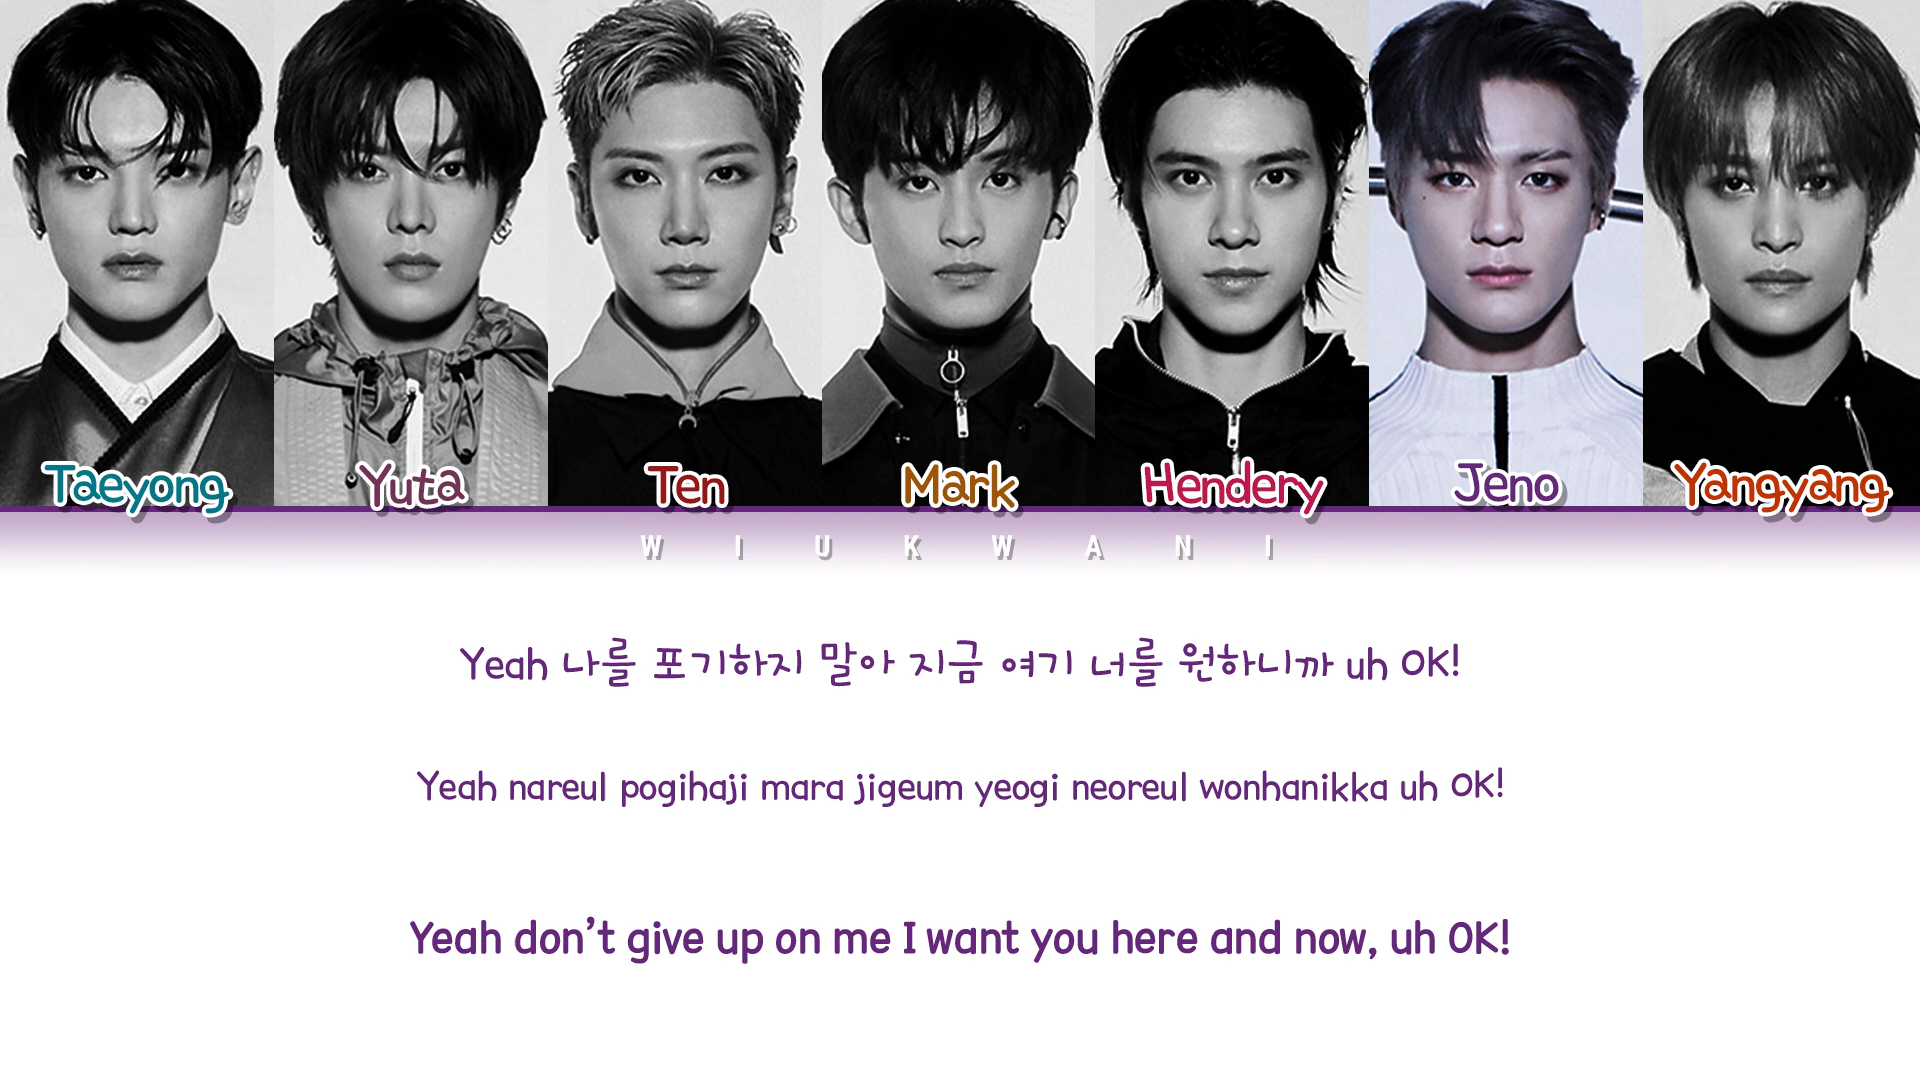 Taeyong Yuta Ten Mark Hendery Jeno Yangyang
W I U K W A N I
Yeah 나를 포기하지 말아 지금 여기 너를 원하니까 uh OK!
Yeah nareul pogihaji mara jigeum yeogi neoreul wonhanikka uh OK!
Yeah don't give up on me I want you here and now, uh OK!